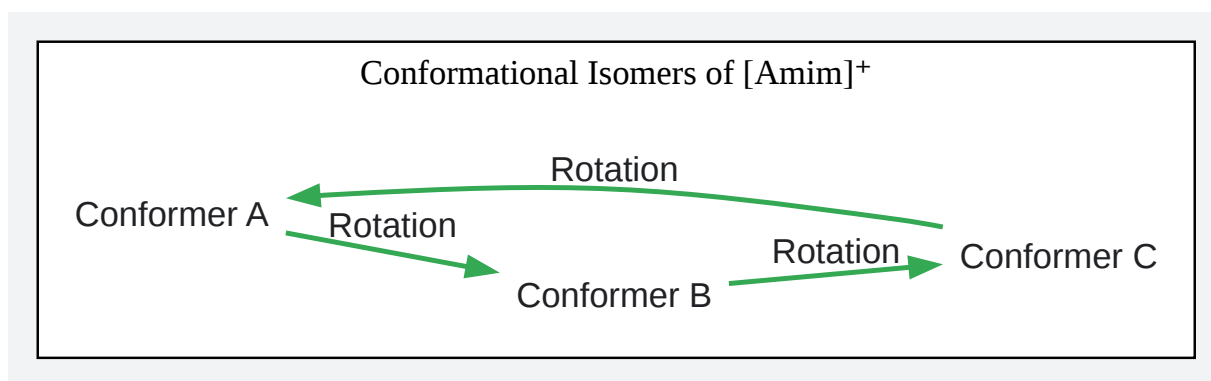 Conformational Isomers of [Amim]⁺
Rotation
Conformer A
Rotation
Rotation
Conformer C
Conformer B